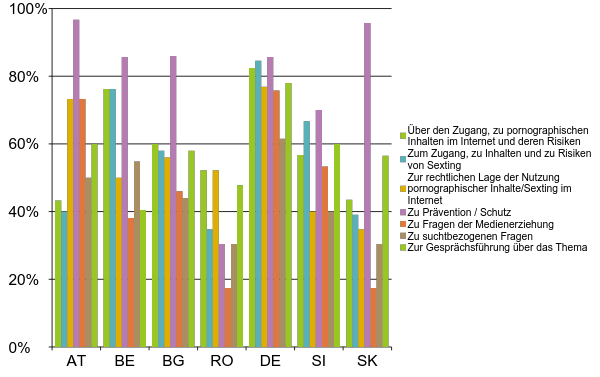 100%
80%
60%
40%
20%
0%
AT BE BG RO DE SI SK
Über den Zugang, zu pornographischen
Inhalten im Internet und deren Risiken
Zum Zugang, zu Inhalten und zu Risiken
von Sexting
Zur rechtlichen Lage der Nutzung
pornographischer Inhalte/Sexting im
Internet
Zu Prävention / Schutz
Zu Fragen der Medienerziehung
Zu suchtbezogenen Fragen
Zur Gesprächsführung über das Thema